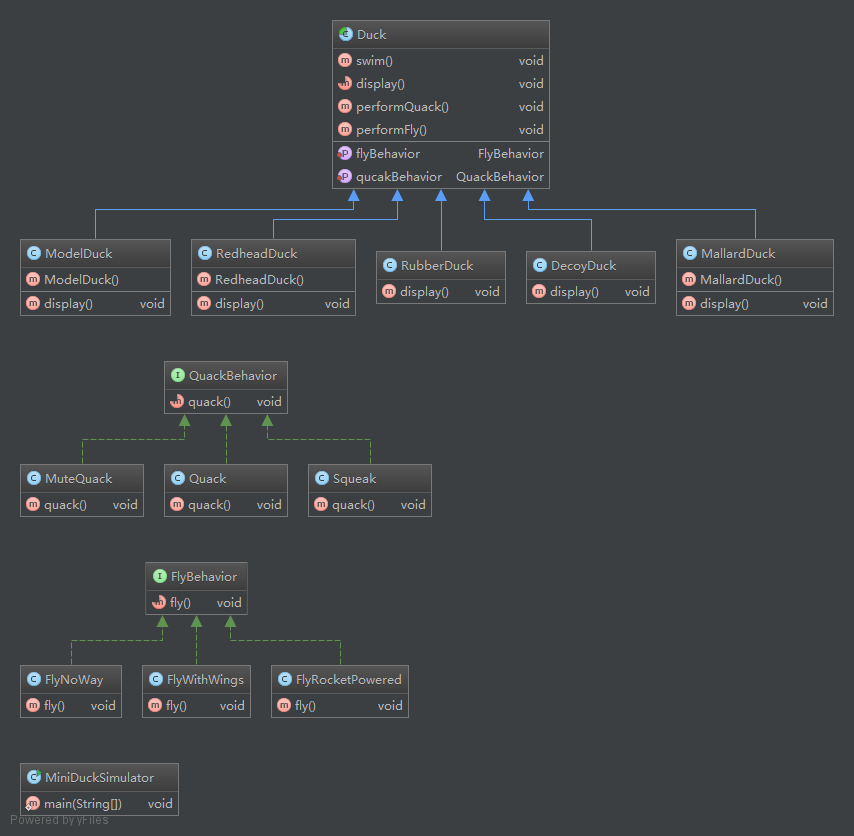 Duck
swim() void
display() void
performQuack() void
performFly() void
flyBehavior FlyBehavior
qucakBehavior QuackBehavior
ModelDuck
ModelDuck()
display() void
RedheadDuck
RedheadDuck()
display() void
RubberDuck
display() void
DecoyDuck
display() void
MallardDuck
MallardDuck()
display() void
QuackBehavior
quack() void
MuteQuack
quack() void
Quack
quack() void
Squeak
quack() void
FlyBehavior
fly() void
FlyNoWay
fly() void
FlyWithWings
fly() void
FlyRocketPowered
fly() void
MiniDuckSimulator
main(String[]) void
Powered by yFiles